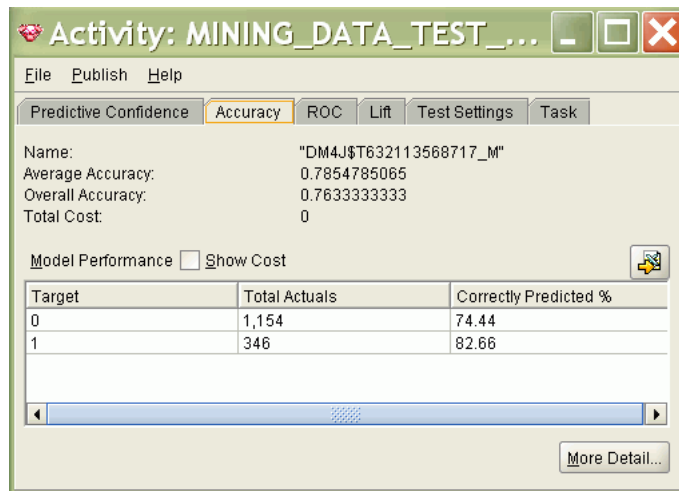 Activity: MINING_DATA_TEST_...
File Publish Help
Predictive Confidence Accuracy ROC Lift Test Settings Task
Name: "DM4J$T632113568717_M"
Average Accuracy: 0.7854785065
Overall Accuracy: 0.7633333333
Total Cost: 0
Model Performance Show Cost
Target Total Actuals Correctly Predicted %
0 1,154 74.44
1 346 82.66
More Detail...